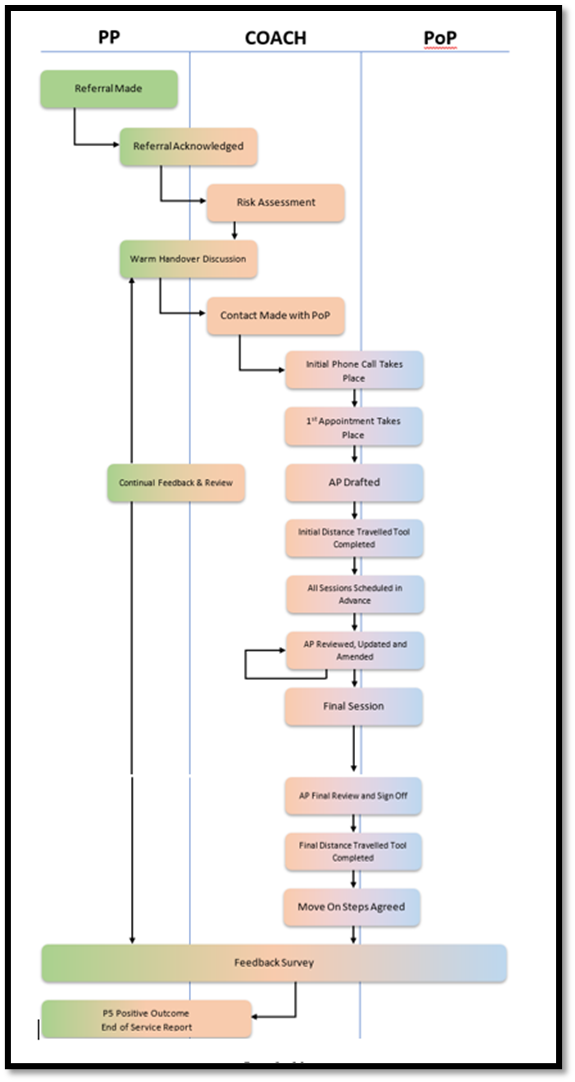 PP COACH PoP
Referral Made
Referral Acknowledged
Risk Assessment
Warm Handover Discussion
Contact Made with PoP
Initial Phone Call Takes
Place
1st Appointment Takes
Place
Continual Feedback & Review
AP Drafted
Initial Distance Travelled Tool
Completed
All Sessions Scheduled in
Advance
AP Reviewed, Updated and
Amended
Final Session
AP Final Review and Sign Off
Final Distance Travelled Tool
Completed
Move On Steps Agreed
Feedback Survey
P5 Positive Outcome
End of Service Report